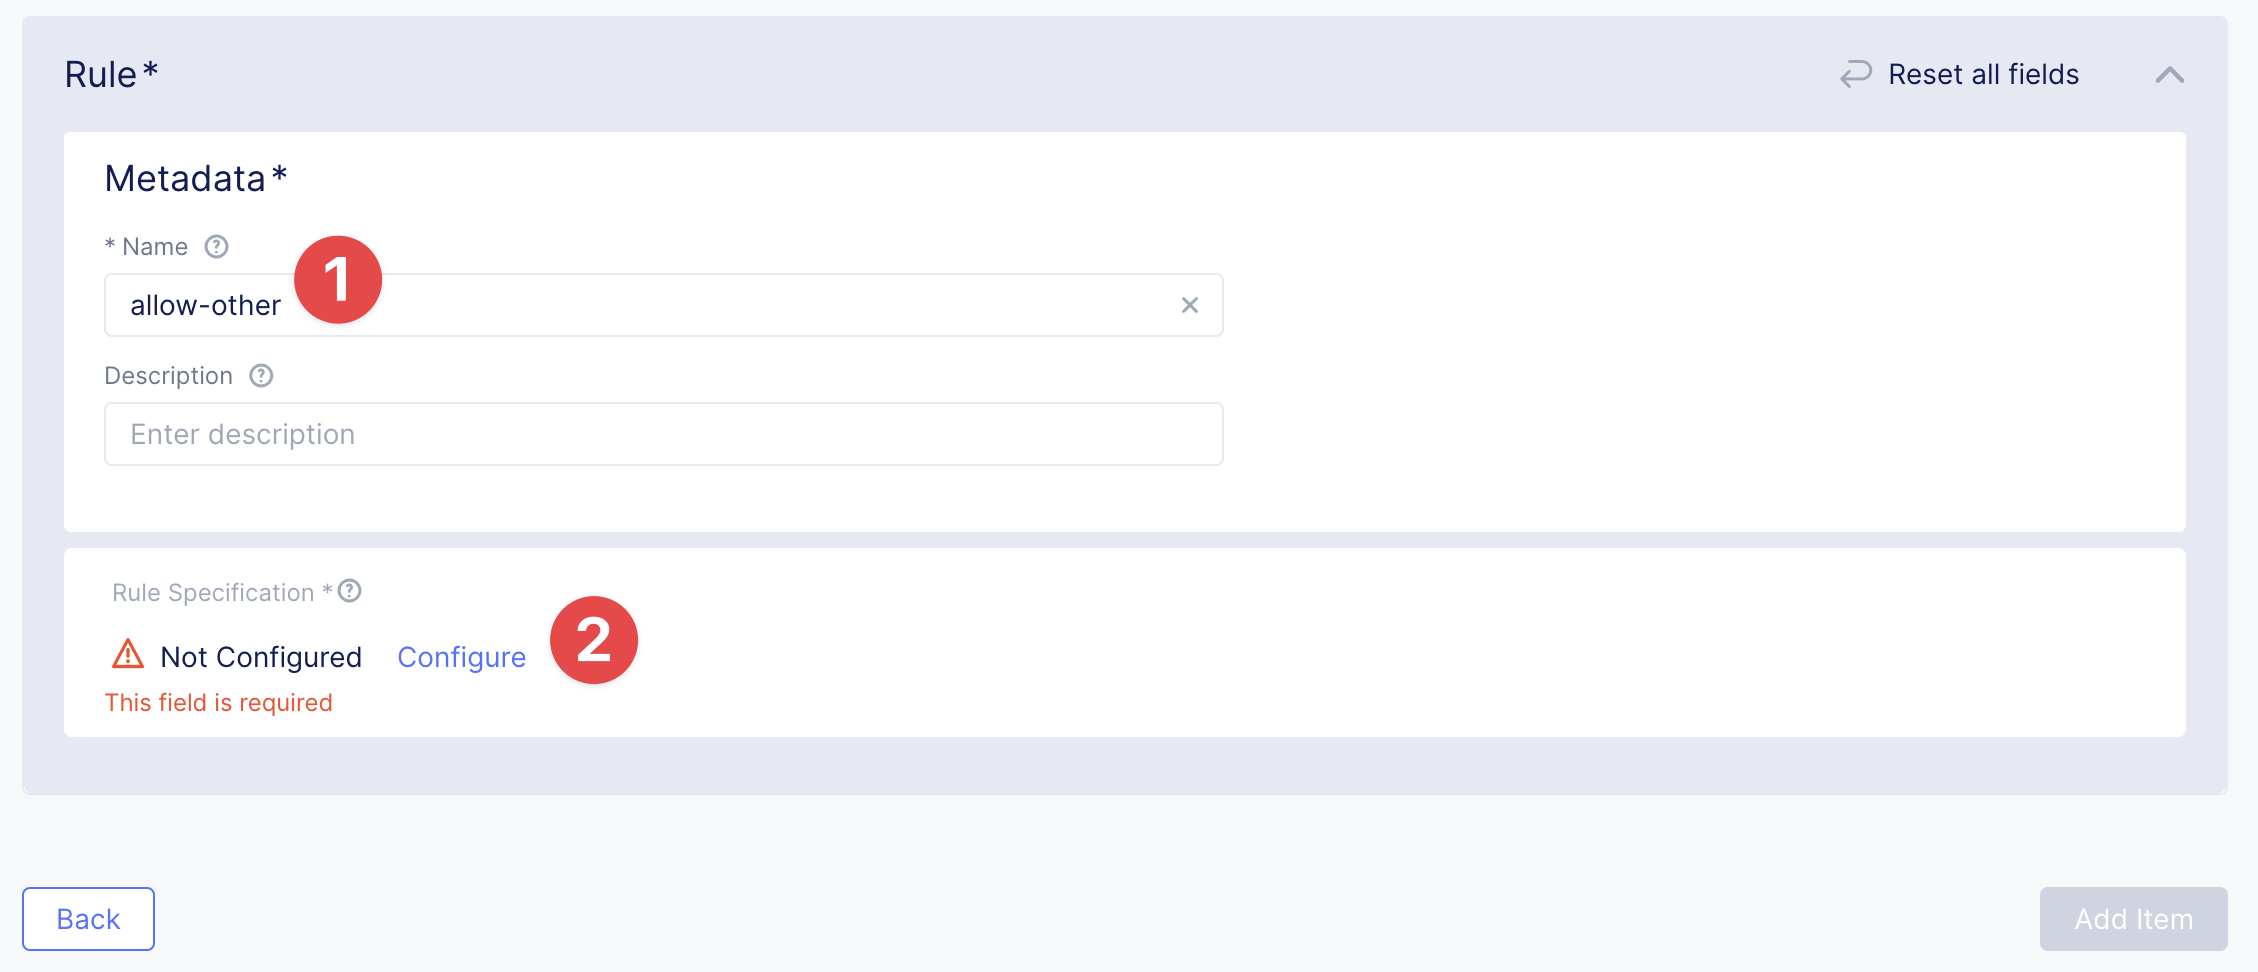 Rule*
Reset all fields
Metadata*
* Name
1
allow-other
Description
Enter description
Rule Specification *
2
Not Configured Configure
This field is required
Back
Add Item